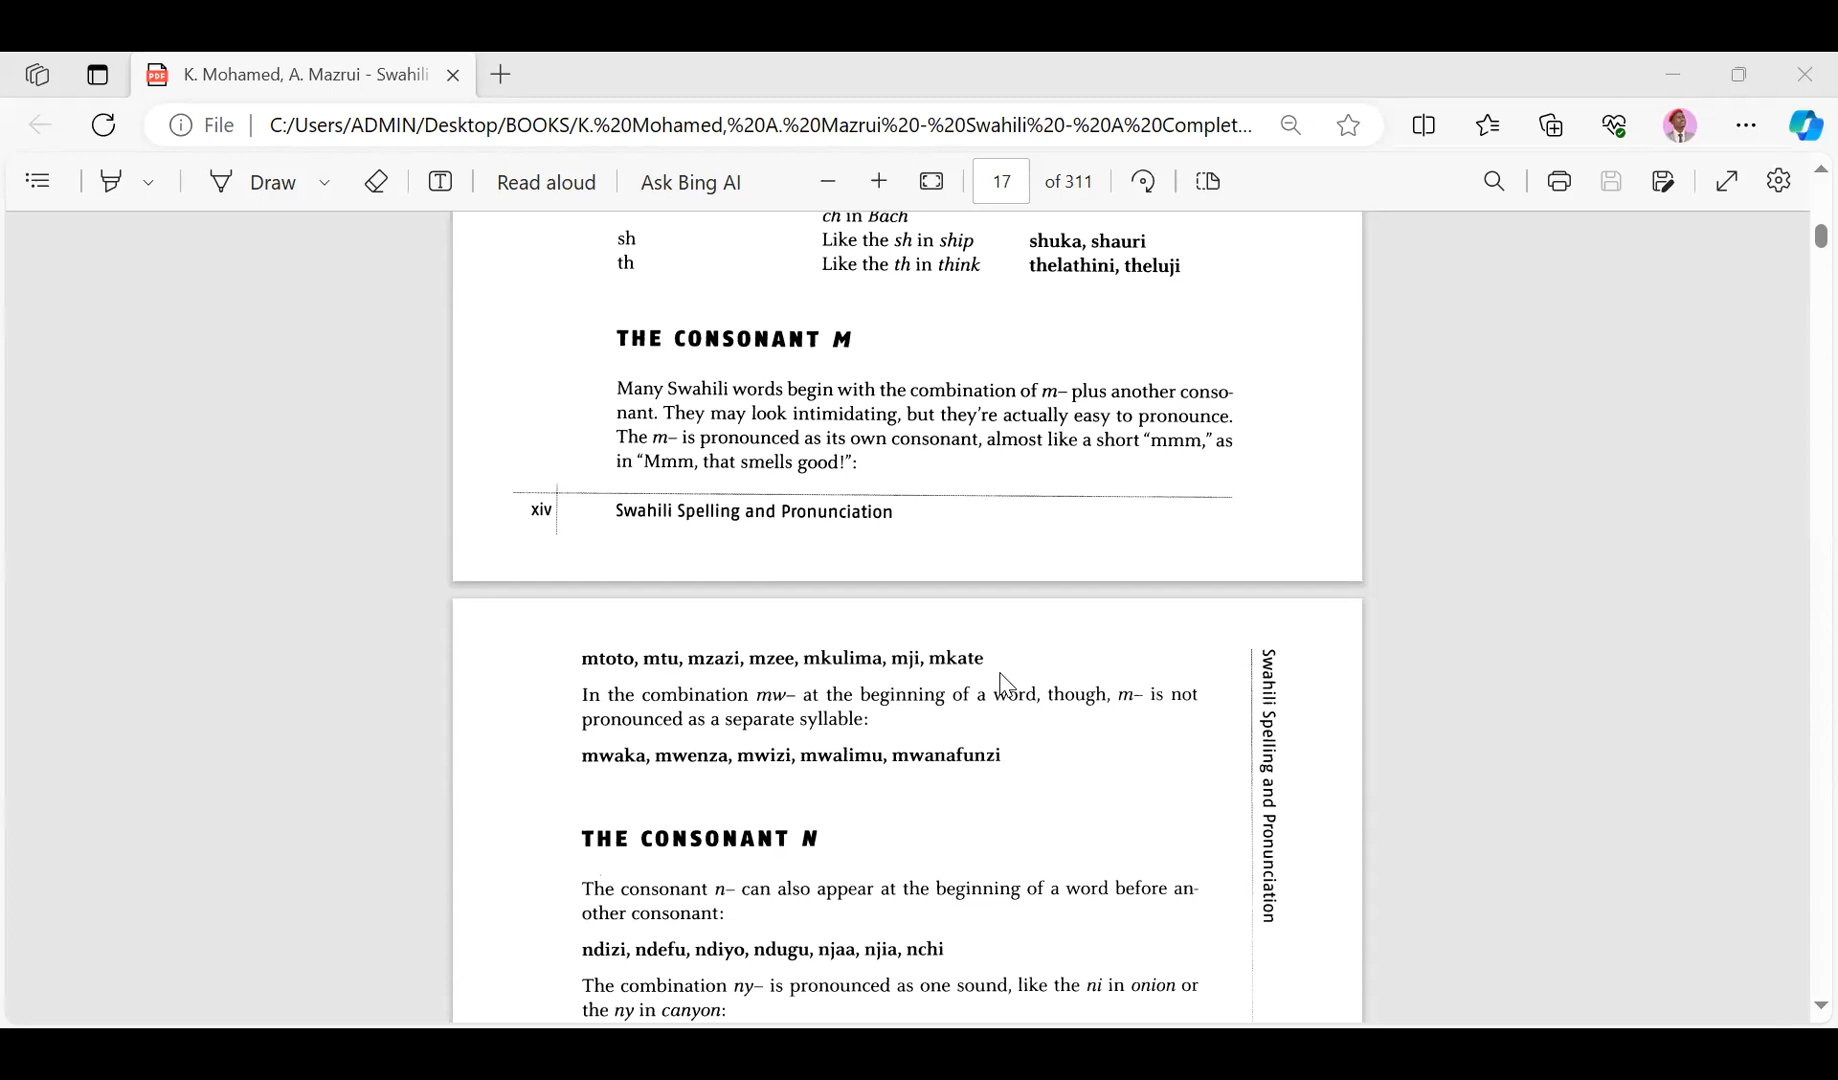 K. Mohamed, A. Mazrui - Swahili
File
C:/Users/ADMIN/Desktop/BOOKS/K.%20Mohamed,%20A.%20Mazrui%20-%20Swahili%20-%20A%20Complet...
Draw
Read aloud
Ask Bing AI
17
of 311
ch in Bach
sh Like the sh in ship shuka, shauri
th Like the th in think thelathini, theluji
THE CONSONANT M
Many Swahili words begin with the combination of m– plus another conso-
nant. They may look intimidating, but they're actually easy to pronounce.
The m– is pronounced as its own consonant, almost like a short "mmm," as
in "Mmm, that smells good!":
xiv Swahili Spelling and Pronunciation
mtoto, mtu, mzazi, mzee, mkulima, mji, mkate
In the combination mw– at the beginning of a word, though, m– is not
pronounced as a separate syllable:
mwaka, mwenza, mwizi, mwalimu, mwanafunzi
THE CONSONANT N
The consonant n– can also appear at the beginning of a word before an-
other consonant:
ndizi, ndefu, ndiyo, ndugu, njaa, njia, nchi
The combination ny– is pronounced as one sound, like the ni in onion or
the ny in canyon:
Swahili Spelling and Pronunciation